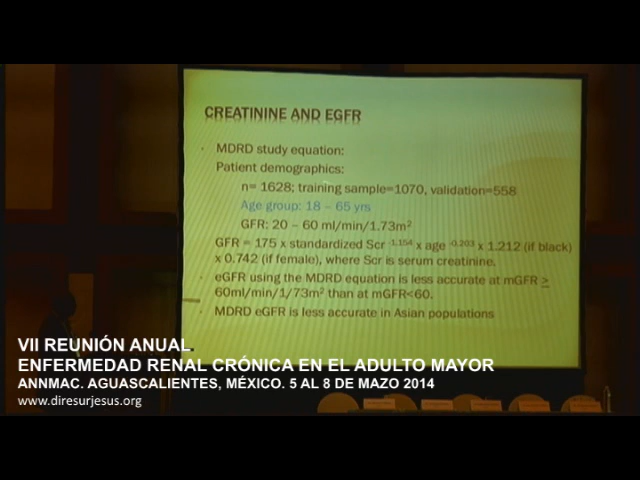 CREATININE AND EGFR
MDRD study equation:
Patient demographics:
n= 1628; training sample=1070, validation=558
Age group: 18 – 65 yrs
GFR: 20 – 60 ml/min/1.73m²
GFR = 175 x standardized Scr -1.154 x age -0.203 x 1.212 (if black)
x 0.742 (if female), where Scr is serum creatinine.
eGFR using the MDRD equation is less accurate at mGFR ≥
60ml/min/1/73m² than at mGFR<60.
MDRD eGFR is less accurate in Asian populations
VII REUNIÓN ANUAL.
ENFERMEDAD RENAL CRÓNICA EN EL ADULTO MAYOR
ANNMAC. AGUASCALIENTES, MÉXICO. 5 AL 8 DE MAZO 2014
www.diresurjesus.org